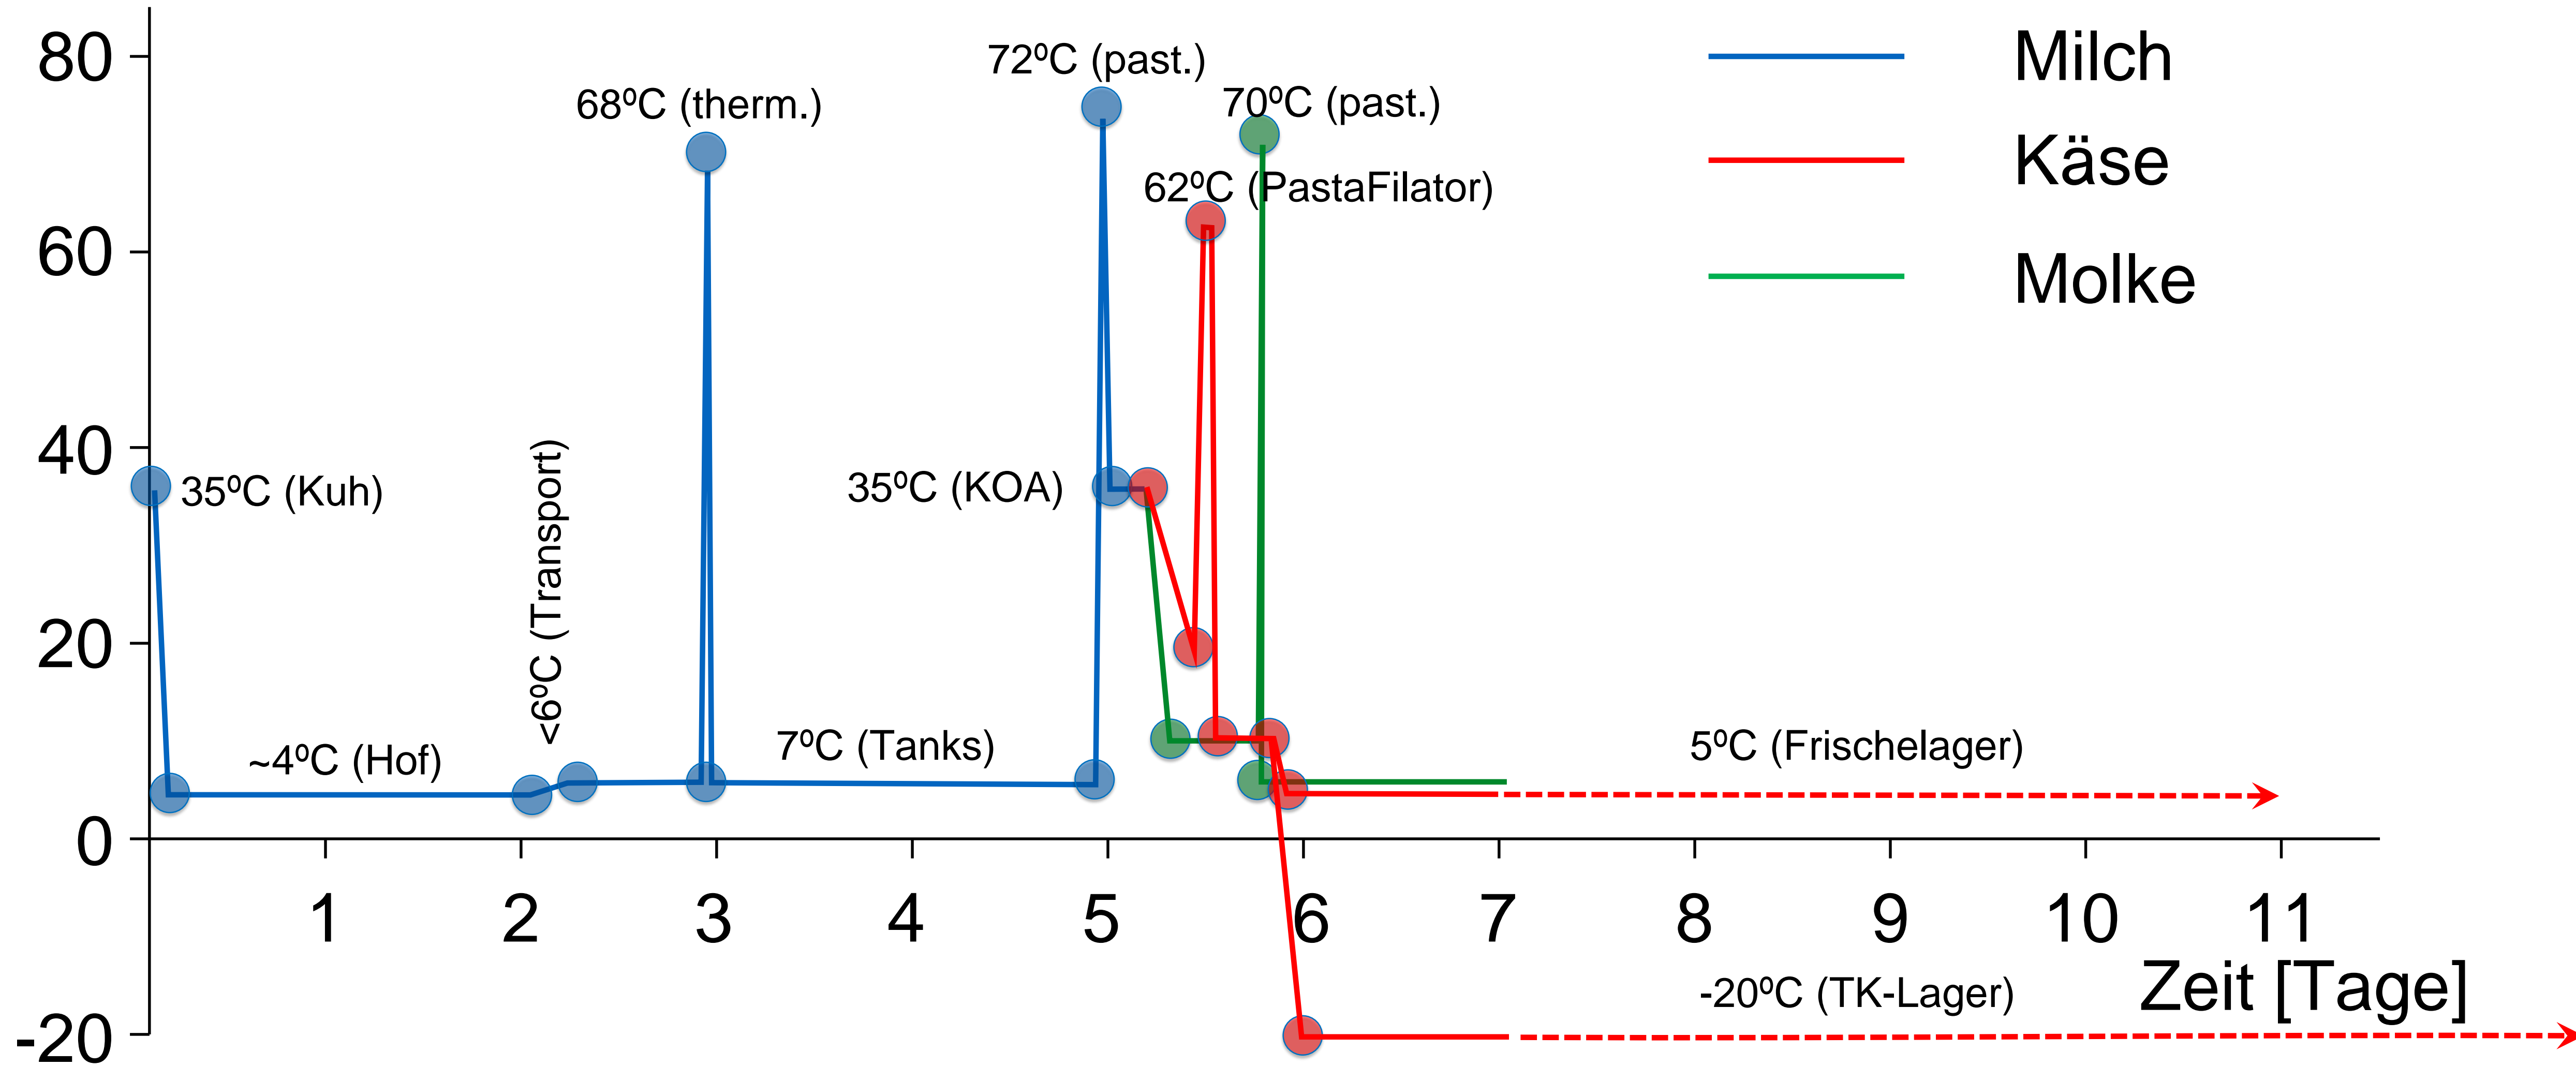 80
60
40
20
0
-20
72ºC (past.)
68ºC (therm.)
70ºC (past.)
62ºC (PastaFilator)
Milch
Käse
Molke
35ºC (Kuh)
<6ºC (Transport)
35ºC (KOA)
~4ºC (Hof)
7ºC (Tanks)
5ºC (Frischelager)
1 2 3 4 5 6 7 8 9 10 11
-20ºC (TK-Lager)
Zeit [Tage]